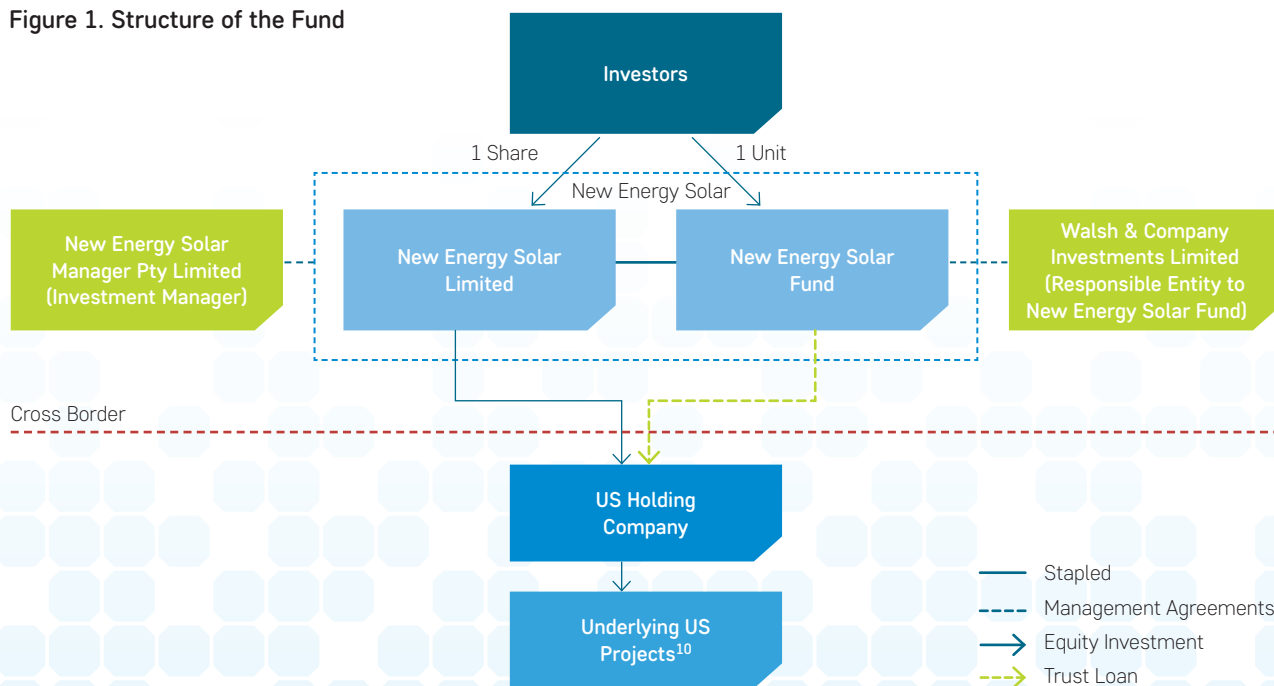 Figure 1. Structure of the Fund
Investors
1 Share
1 Unit
New Energy Solar
New Energy Solar
Manager Pty Limited
(Investment Manager)
New Energy Solar
Limited
New Energy Solar
Fund
Walsh & Company
Investments Limited
(Responsible Entity to
New Energy Solar Fund)
Cross Border
US Holding
Company
Underlying US
Projects10
Stapled
Management Agreements
Equity Investment
Trust Loan